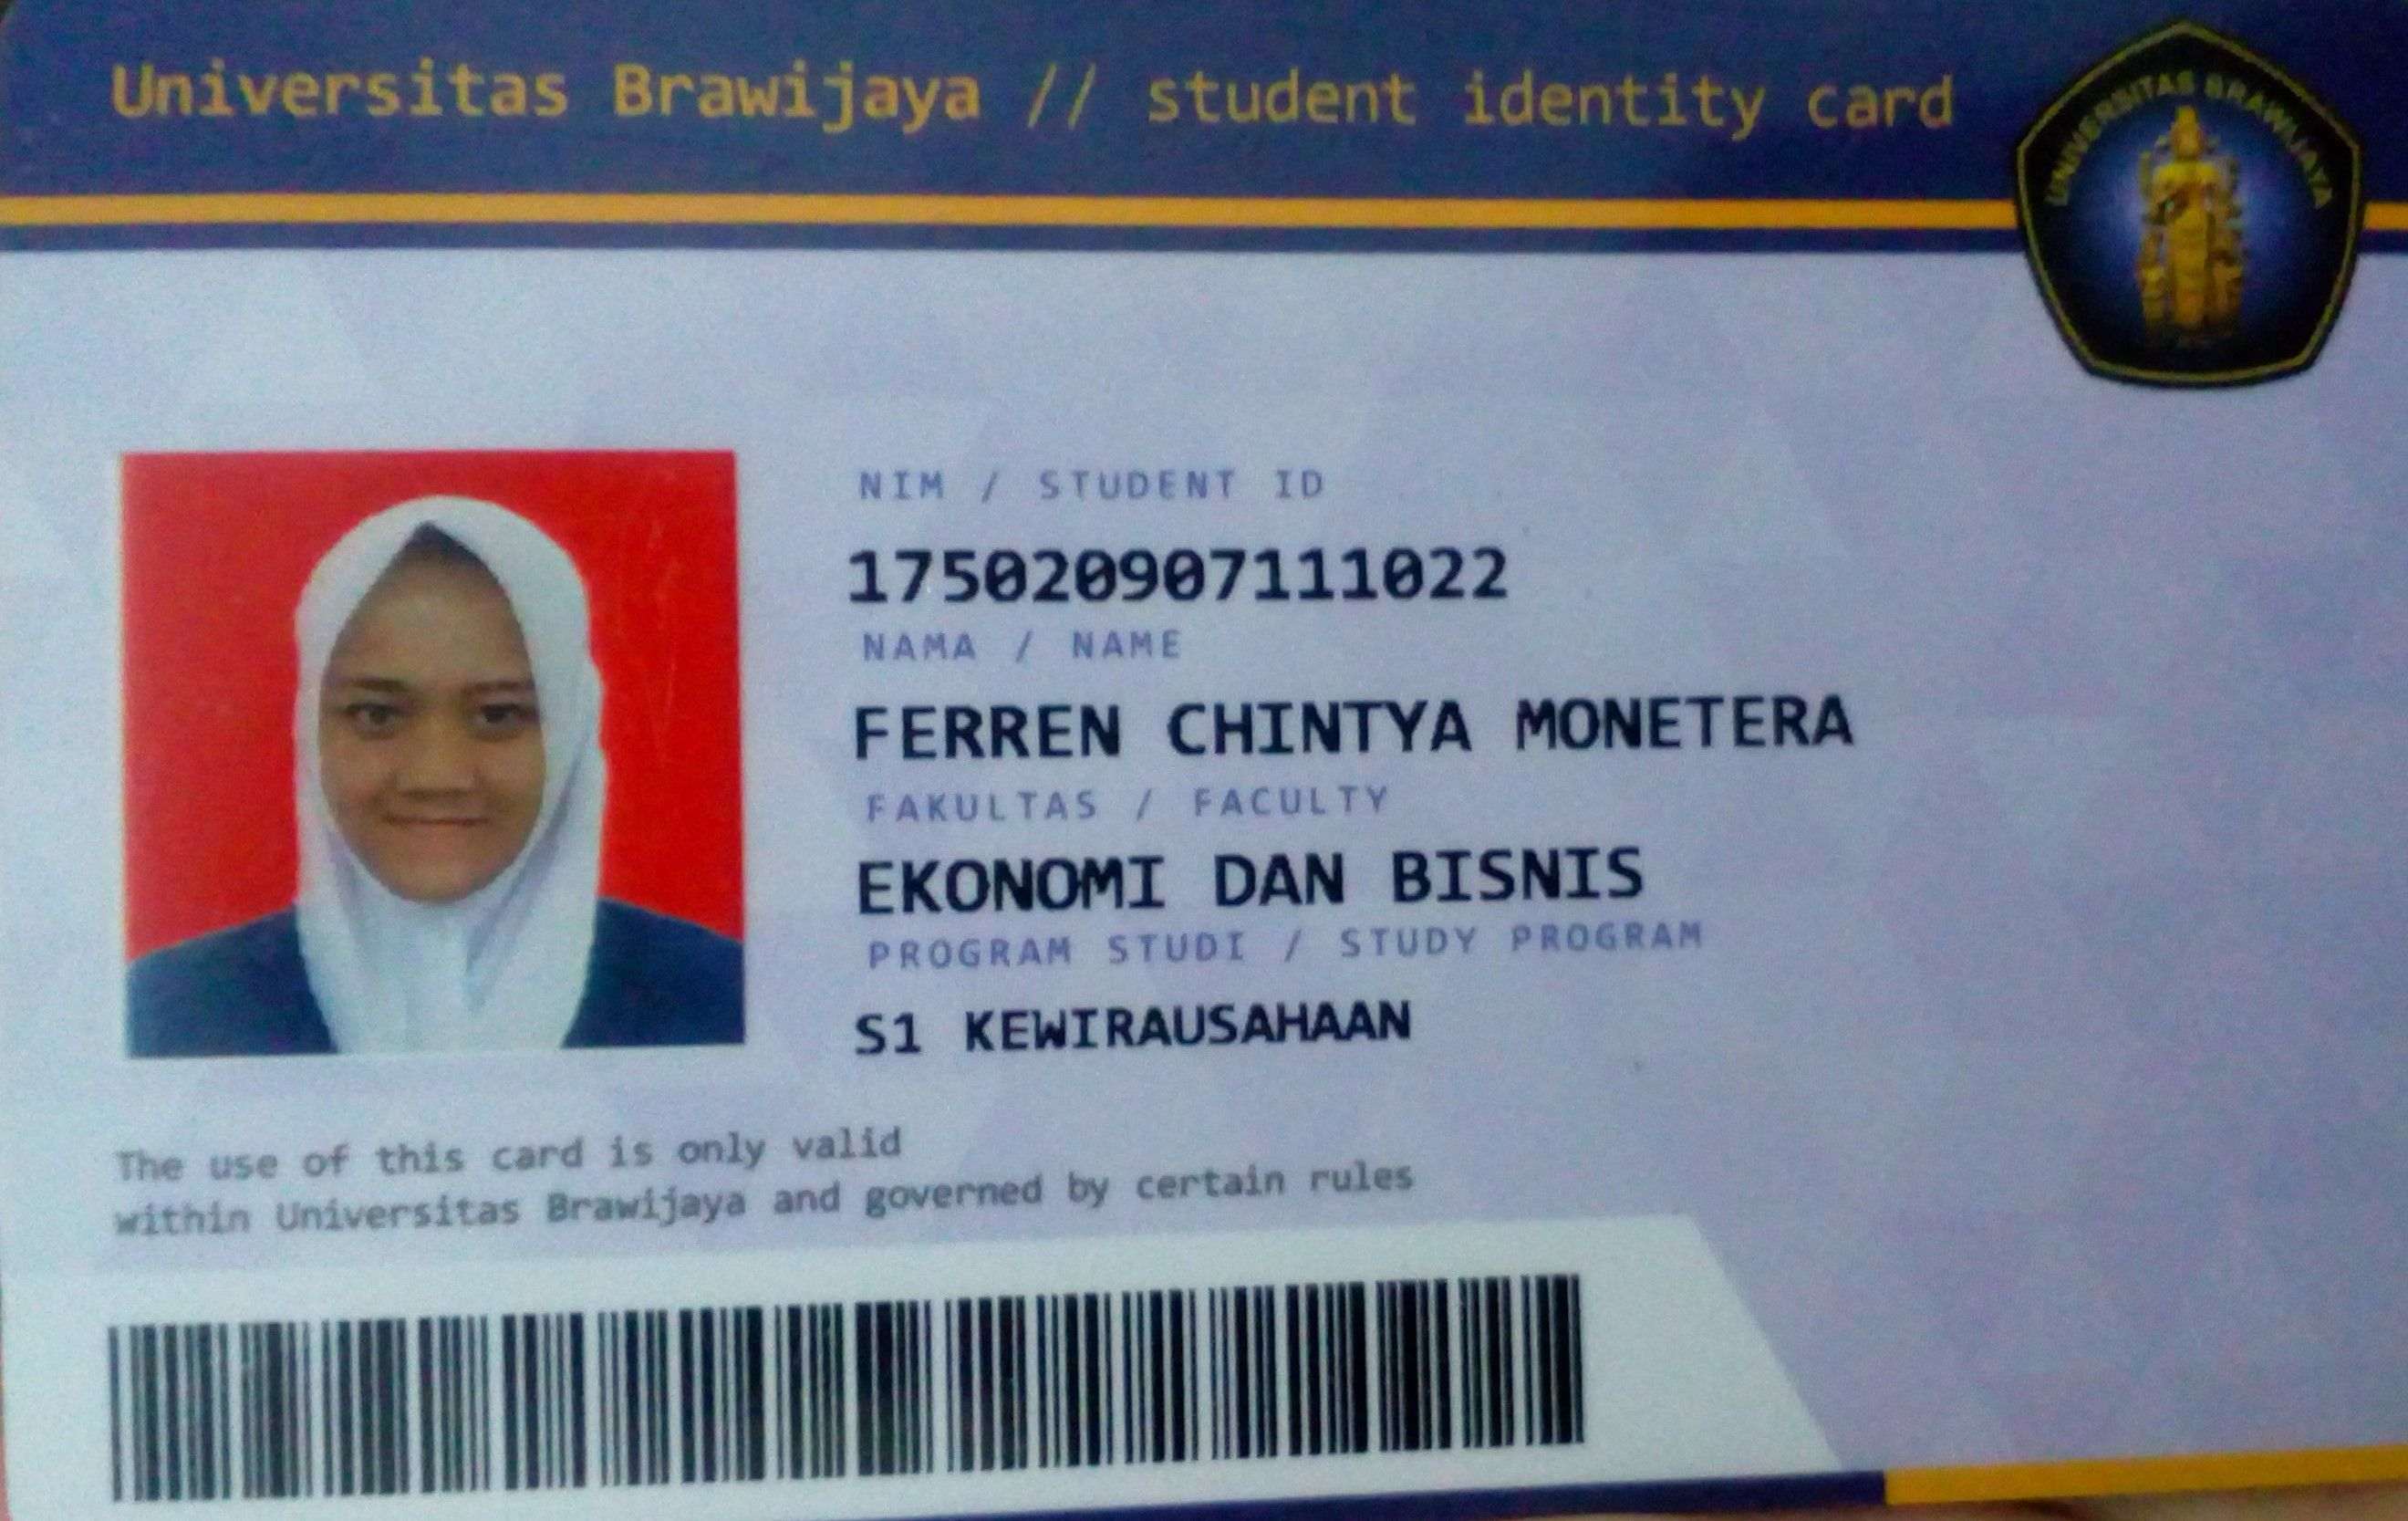 Universitas Brawijaya // student identity card
UNIVERSITAS BRAWIJAYA
NIM / STUDENT ID
175020907111022
NAMA / NAME
FERREN CHINTYA MONETERA
FAKULTAS / FACULTY
EKONOMI DAN BISNIS
PROGRAM STUDI / STUDY PROGRAM
S1 KEWIRAUSAHAAN
The use of this card is only valid
within Universitas Brawijaya and governed by certain rules